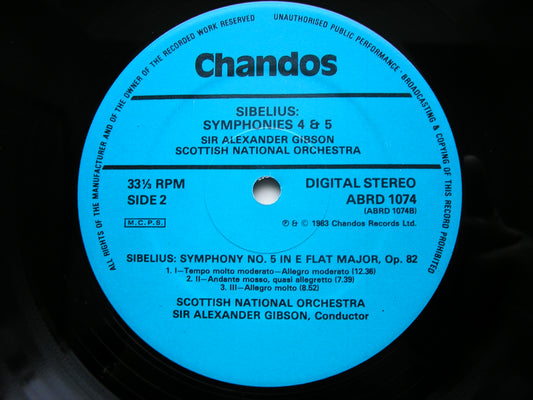 ALL RIGHTS OF THE MANUFACTURER AND OF THE OWNER OF THE RECORDED WORK RESERVED
UNAUTHORISED PUBLIC PERFORMANCE · BROADCASTING & COPYING OF THIS RECORD PROHIBITED
Chandos
SIBELIUS:
SYMPHONIES 4 & 5
SIR ALEXANDER GIBSON
SCOTTISH NATIONAL ORCHESTRA
33⅓ RPM
SIDE 2
M.C.P.S.
DIGITAL STEREO
ABRD 1074
(ABRD 1074B)
℗ & © 1983 Chandos Records Ltd.
SIBELIUS: SYMPHONY NO. 5 IN E FLAT MAJOR, Op. 82
1. I—Tempo molto moderato—Allegro moderato (12.36)
2. II—Andante mosso, quasi allegretto (7.39)
3. III—Allegro molto (8.52)
SCOTTISH NATIONAL ORCHESTRA
SIR ALEXANDER GIBSON, Conductor